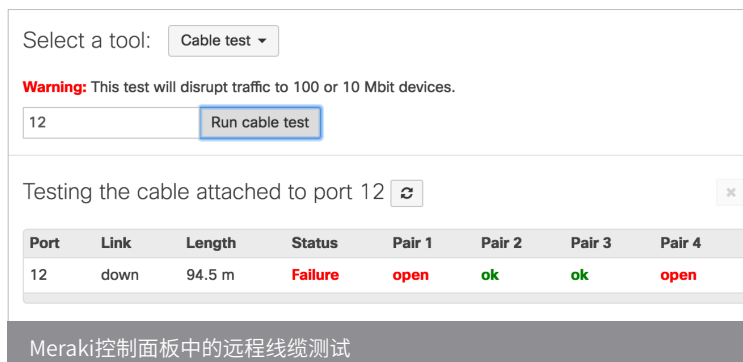 Select a tool: Cable test
Warning: This test will disrupt traffic to 100 or 10 Mbit devices.
12 Run cable test
Testing the cable attached to port 12
Port Link Length Status Pair 1 Pair 2 Pair 3 Pair 4
12 down 94.5 m Failure open ok ok open
Meraki控制面板中的远程线缆测试